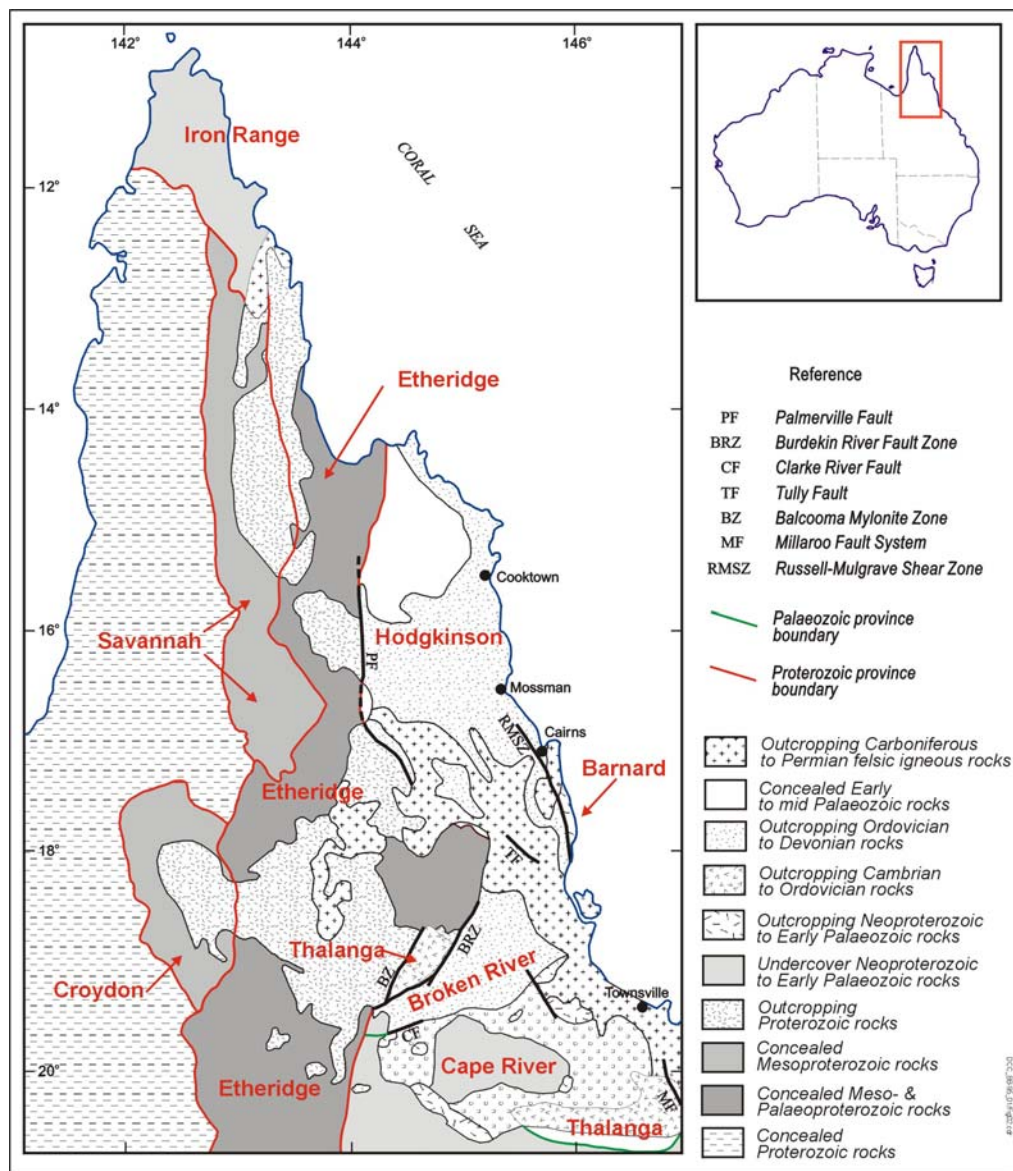 142°
144°
146°
12°
14°
16°
18°
20°
Iron Range
CORAL
SEA
Etheridge
Cooktown
Savannah
Hodgkinson
PF
Mossman
RMSZ
Cairns
Barnard
Etheridge
TF
Thalanga
BRZ
BZ
Croydon
Broken River
Townsville
CF
Cape River
Etheridge
MF
Thalanga
Reference
PF Palmerville Fault
BRZ Burdekin River Fault Zone
CF Clarke River Fault
TF Tully Fault
BZ Balcooma Mylonite Zone
MF Millaroo Fault System
RMSZ Russell-Mulgrave Shear Zone
Palaeozoic province
boundary
Proterozoic province
boundary
Outcropping Carboniferous
to Permian felsic igneous rocks
Concealed Early
to mid Palaeozoic rocks
Outcropping Ordovician
to Devonian rocks
Outcropping Cambrian
to Ordovician rocks
Outcropping Neoproterozoic
to Early Palaeozoic rocks
Undercover Neoproterozoic
to Early Palaeozoic rocks
Outcropping
Proterozoic rocks
Concealed
Mesoproterozoic rocks
Concealed Meso- &
Palaeoproterozoic rocks
Concealed
Proterozoic rocks